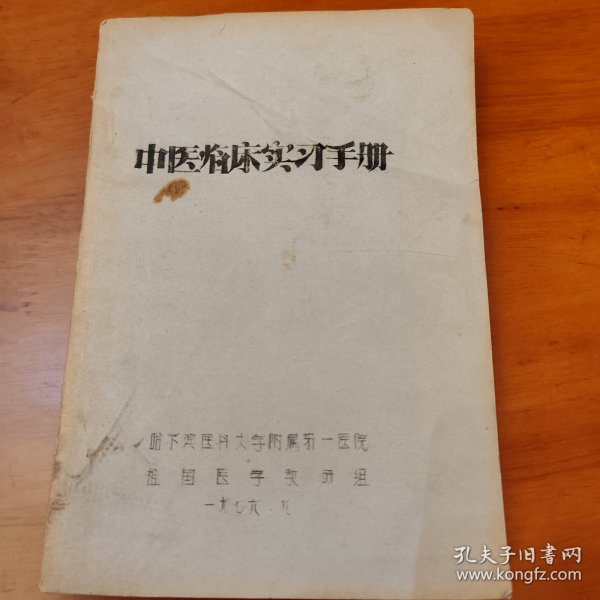 中医临床实习手册
哈尔滨医科大学附属第一医院
祖国医学教研组
一九七六.九
孔夫子旧书网
www.kongfz.com